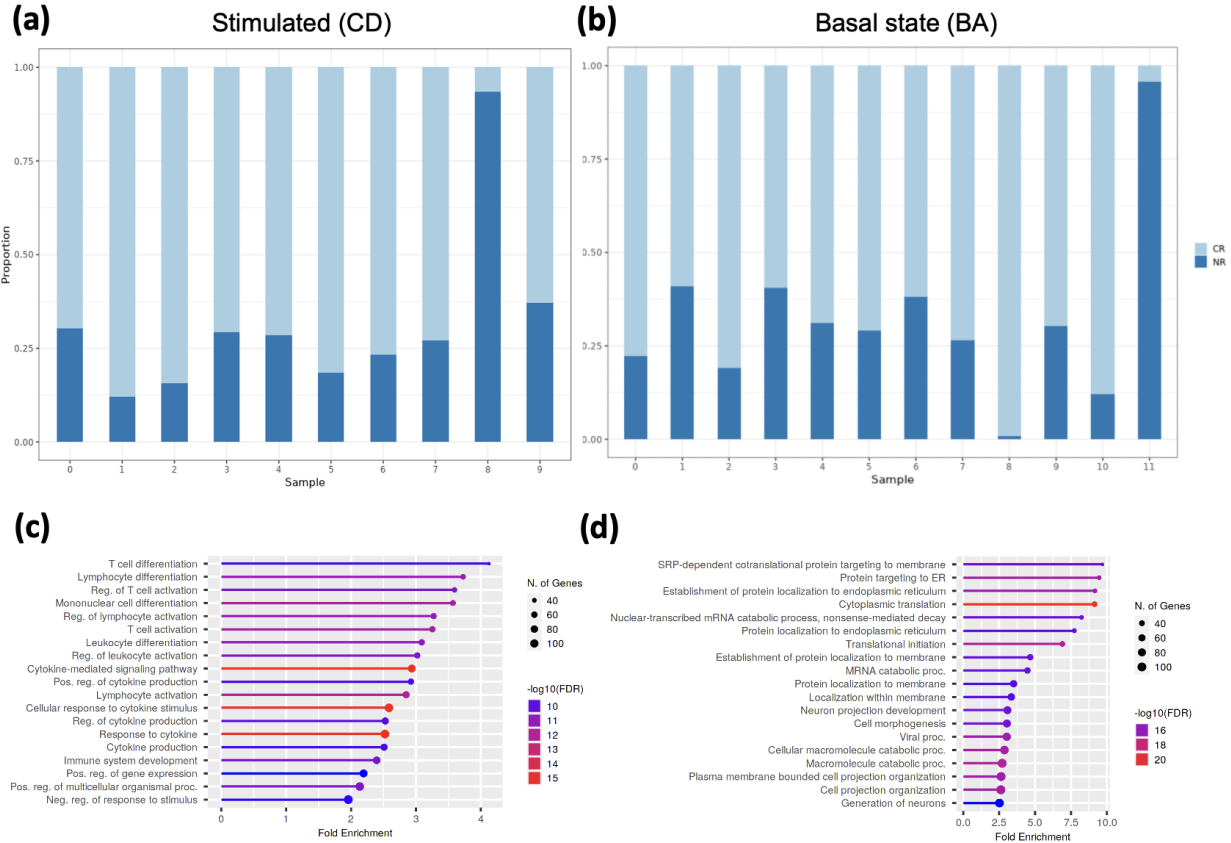 (a)
Stimulated (CD)
(b)
Basal state (BA)
Proportion
1.00
0.75
0.50
0.25
0.00
0 1 2 3 4 5 6 7 8 9
Sample
1.00
0.75
0.50
0.25
0.00
0 1 2 3 4 5 6 7 8 9 10 11
Sample
CR
NR
(c)
T cell differentiation
Lymphocyte differentiation
Reg. of T cell activation
Mononuclear cell differentiation
Reg. of lymphocyte activation
T cell activation
Leukocyte differentiation
Reg. of leukocyte activation
Cytokine-mediated signaling pathway
Pos. reg. of cytokine production
Lymphocyte activation
Cellular response to cytokine stimulus
Reg. of cytokine production
Response to cytokine
Cytokine production
Immune system development
Pos. reg. of gene expression
Pos. reg. of multicellular organismal proc.
Neg. reg. of response to stimulus
0 1 2 3 4
Fold Enrichment
N. of Genes
40
60
80
100
-log10(FDR)
10
11
12
13
14
15
(d)
SRP-dependent cotranslational protein targeting to membrane
Protein targeting to ER
Establishment of protein localization to endoplasmic reticulum
Cytoplasmic translation
Nuclear-transcribed mRNA catabolic process, nonsense-mediated decay
Protein localization to endoplasmic reticulum
Translational initiation
Establishment of protein localization to membrane
MRNA catabolic proc.
Protein localization to membrane
Localization within membrane
Neuron projection development
Cell morphogenesis
Viral proc.
Cellular macromolecule catabolic proc.
Macromolecule catabolic proc.
Plasma membrane bounded cell projection organization
Cell projection organization
Generation of neurons
0.0 2.5 5.0 7.5 10.0
Fold Enrichment
N. of Genes
40
60
80
100
-log10(FDR)
16
18
20